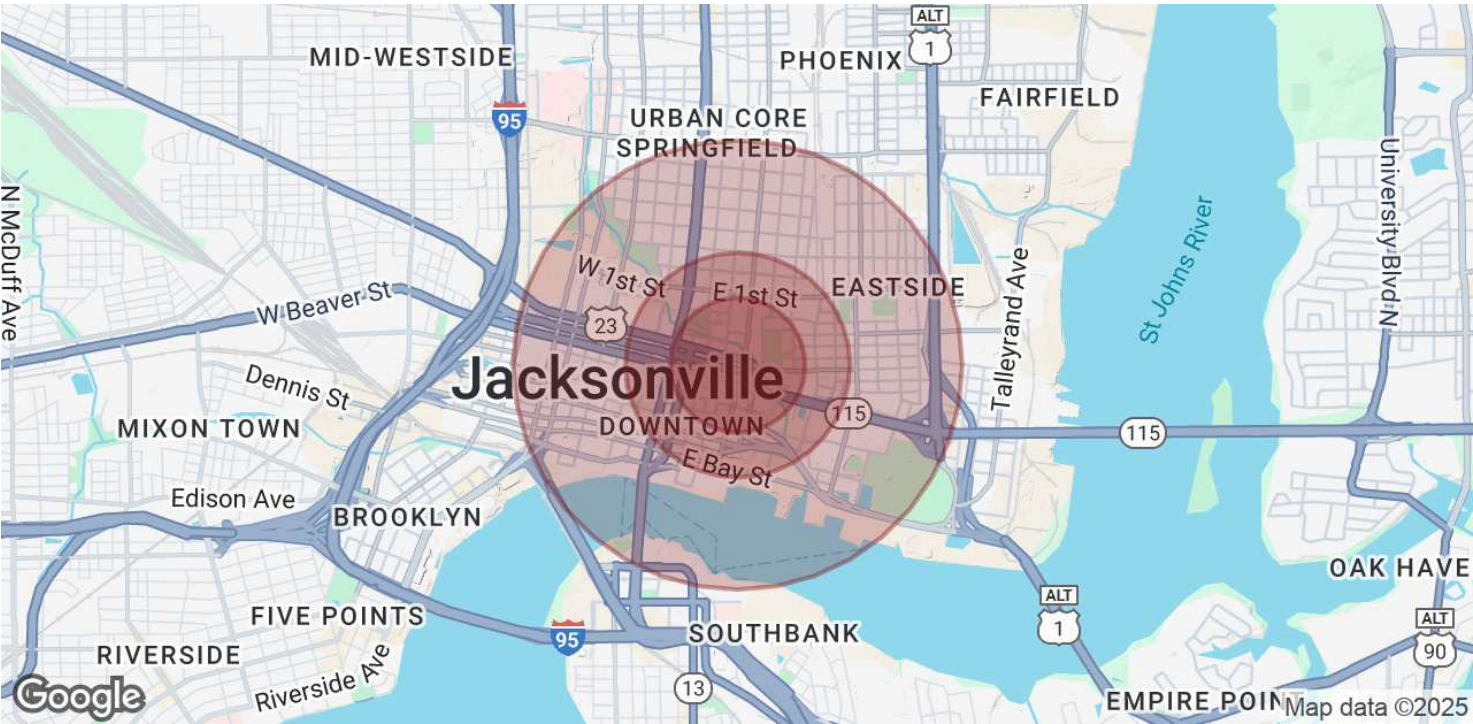 ALT
1
MID-WESTSIDE
PHOENIX
FAIRFIELD
95
URBAN CORE
SPRINGFIELD
University Blvd N
N McDuff Ave
St Johns River
W 1st St
E 1st St
EASTSIDE
Talleyrand Ave
W Beaver St
23
Jacksonville
Dennis St
115
DOWNTOWN
MIXON TOWN
115
E Bay St
Edison Ave
BROOKLYN
OAK HAVE
ALT
1
FIVE POINTS
ALT
90
95
SOUTHBANK
RIVERSIDE
Riverside Ave
13
Google
EMPIRE POIN
Map data ©2025